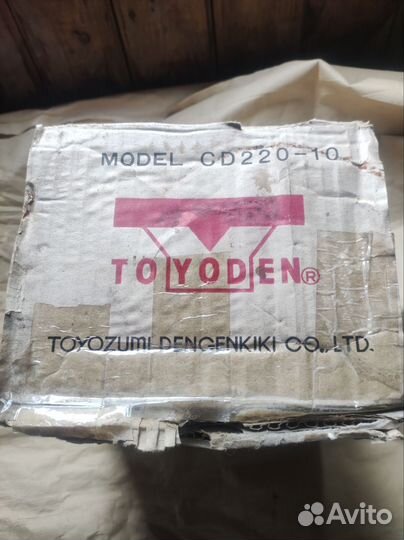 MODEL CD220-10
TOYODEN®
TOYOZUMI DENGENKIKI CO., LTD.
Avito